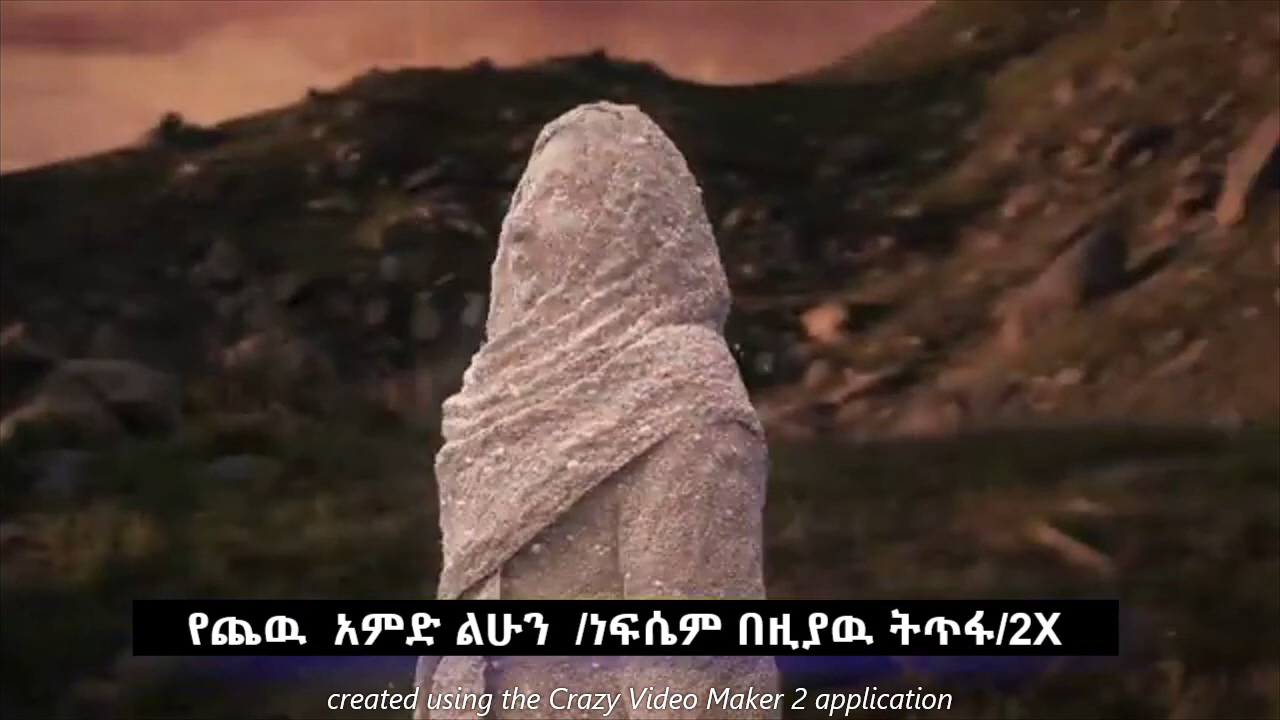 የጨዉ  አምድ ልሁን  /ነፍሴም በዚያዉ ትጥፋ/2X
created using the Crazy Video Maker 2 application